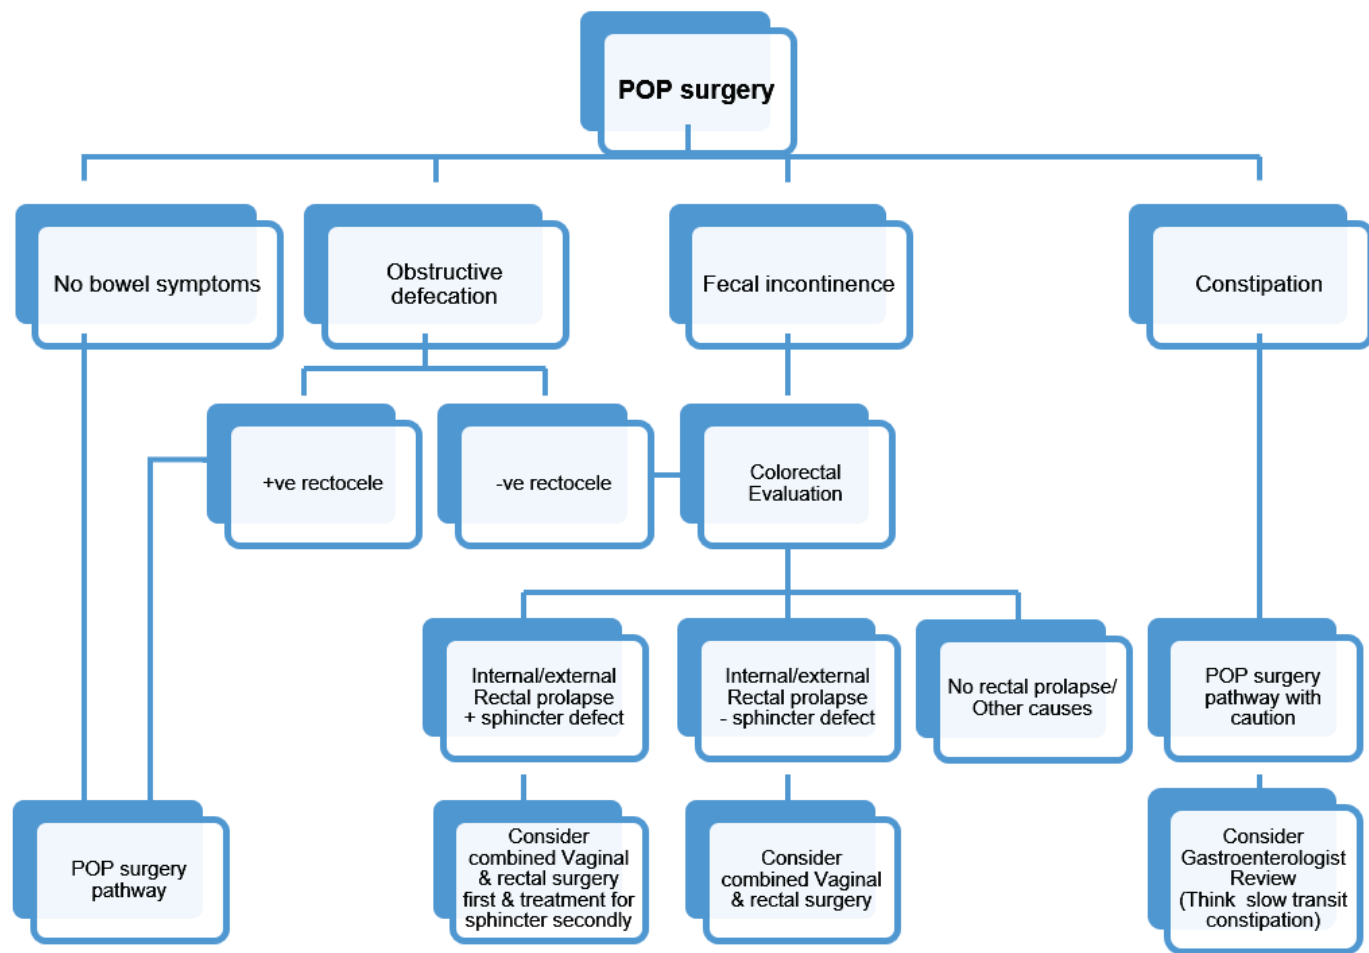 POP surgery
No bowel symptoms
Obstructive
defecation
Fecal incontinence
Constipation
+ve rectocele
-ve rectocele
Colorectal
Evaluation
Internal/external
Rectal prolapse
+ sphincter defect
Internal/external
Rectal prolapse
- sphincter defect
No rectal prolapse/
Other causes
POP surgery
pathway with
caution
POP surgery
pathway
Consider
combined Vaginal
& rectal surgery
first & treatment for
sphincter secondly
Consider
combined Vaginal
& rectal surgery
Consider
Gastroenterologist
Review
(Think slow transit
constipation)